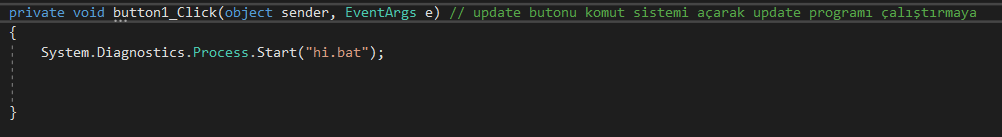 private void button1_Click(object sender, EventArgs e) // update butonu komut sistemi açarak update programı çalıştırmaya
{
System.Diagnostics.Process.Start("hi.bat");
}